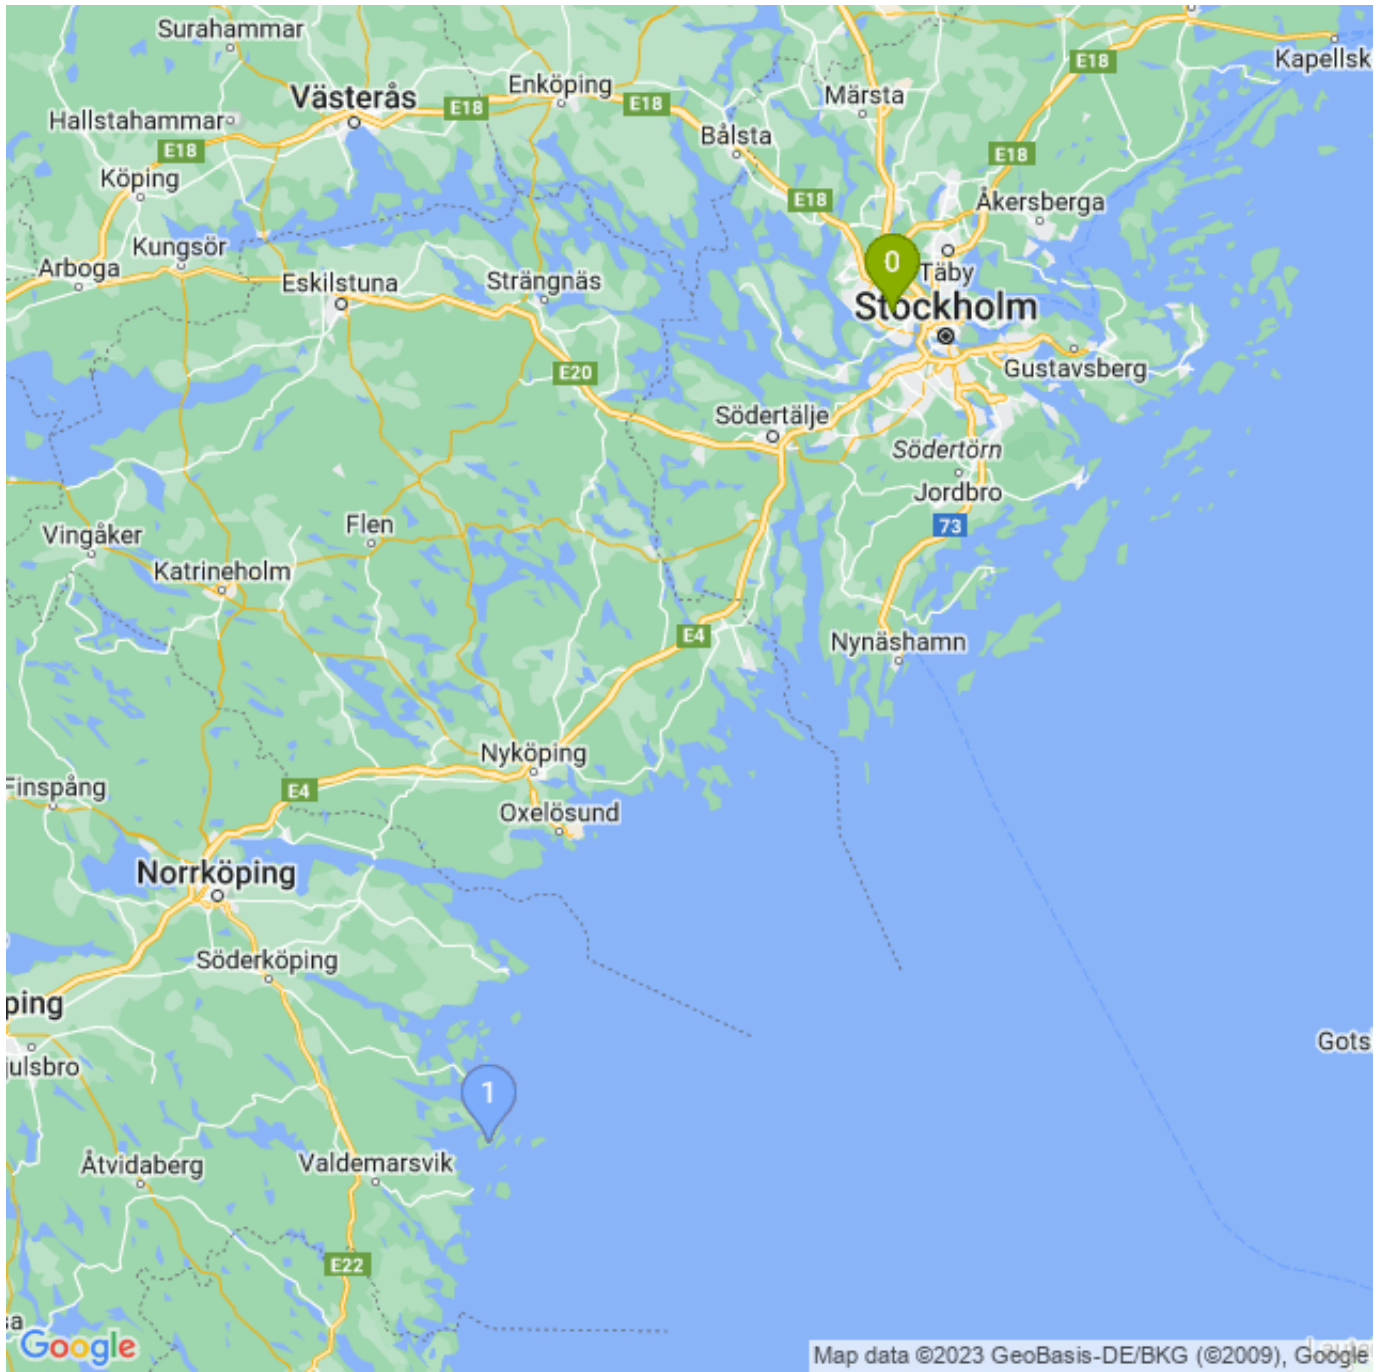 Surahammar
Kapellsk
E18
Enköping
Västerås
Märsta
E18
E18
Hallstahammar
Bålsta
E18
E18
Köping
E18
Åkersberga
Kungsör
0
Arboga
Täby
Eskilstuna
Strängnäs
Stockholm
E20
Gustavsberg
Södertälje
Södertörn
Jordbro
Flen
73
Vingåker
Katrineholm
E4
Nynäshamn
Nyköping
Finspång
E4
Oxelösund
Norrköping
Söderköping
ping
Gots
julsbro
1
Åtvidaberg
Valdemarsvik
E22
sa
Google
Map data ©2023 GeoBasis-DE/BKG (©2009), Google